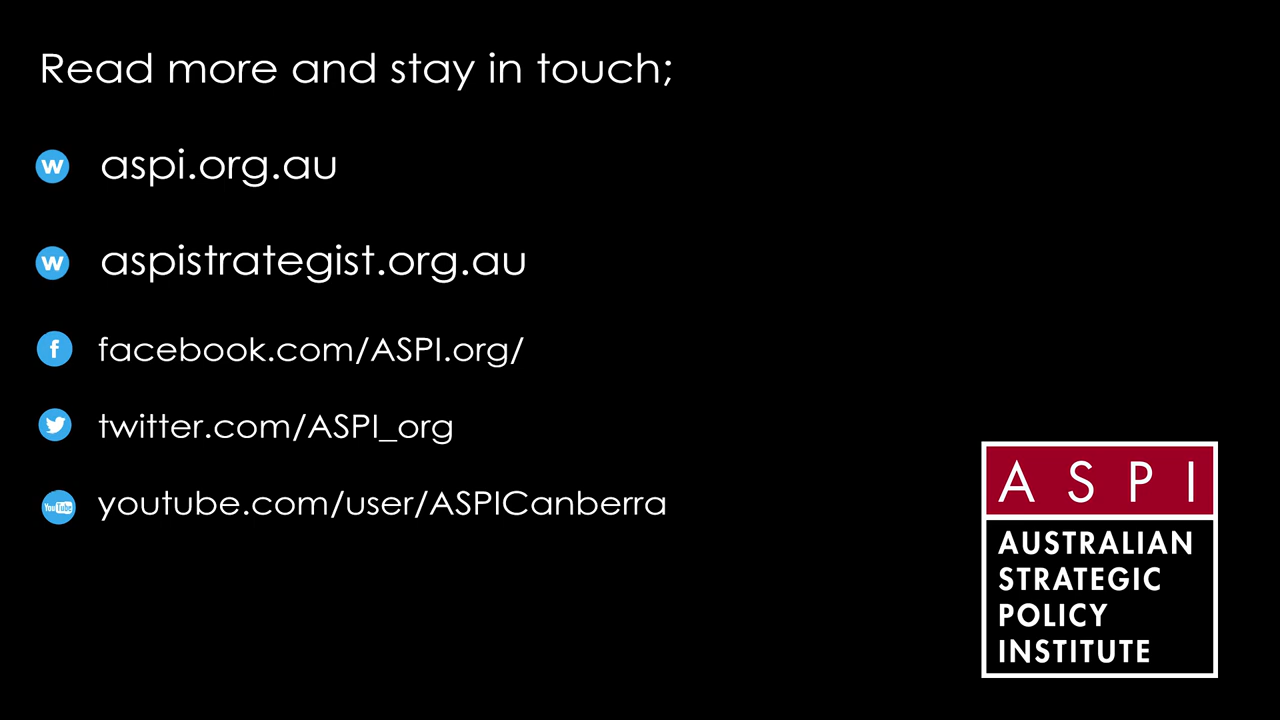 Read more and stay in touch;
w aspi.org.au
w aspistrategist.org.au
f facebook.com/ASPI.org/
twitter.com/ASPI_org
YouTube youtube.com/user/ASPICanberra
ASPI
AUSTRALIAN
STRATEGIC
POLICY
INSTITUTE